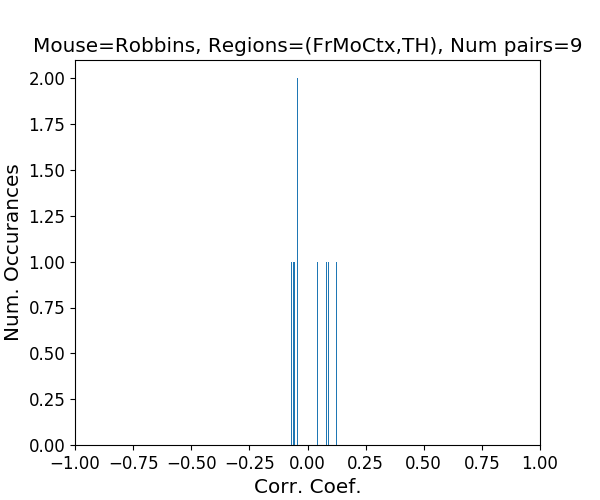 Mouse=Robbins, Regions=(FrMoCtx,TH), Num pairs=9
2.00
1.75
1.50
1.25
1.00
0.75
0.50
0.25
0.00
Num. Occurances
−1.00 −0.75 −0.50 −0.25 0.00 0.25 0.50 0.75 1.00
Corr. Coef.